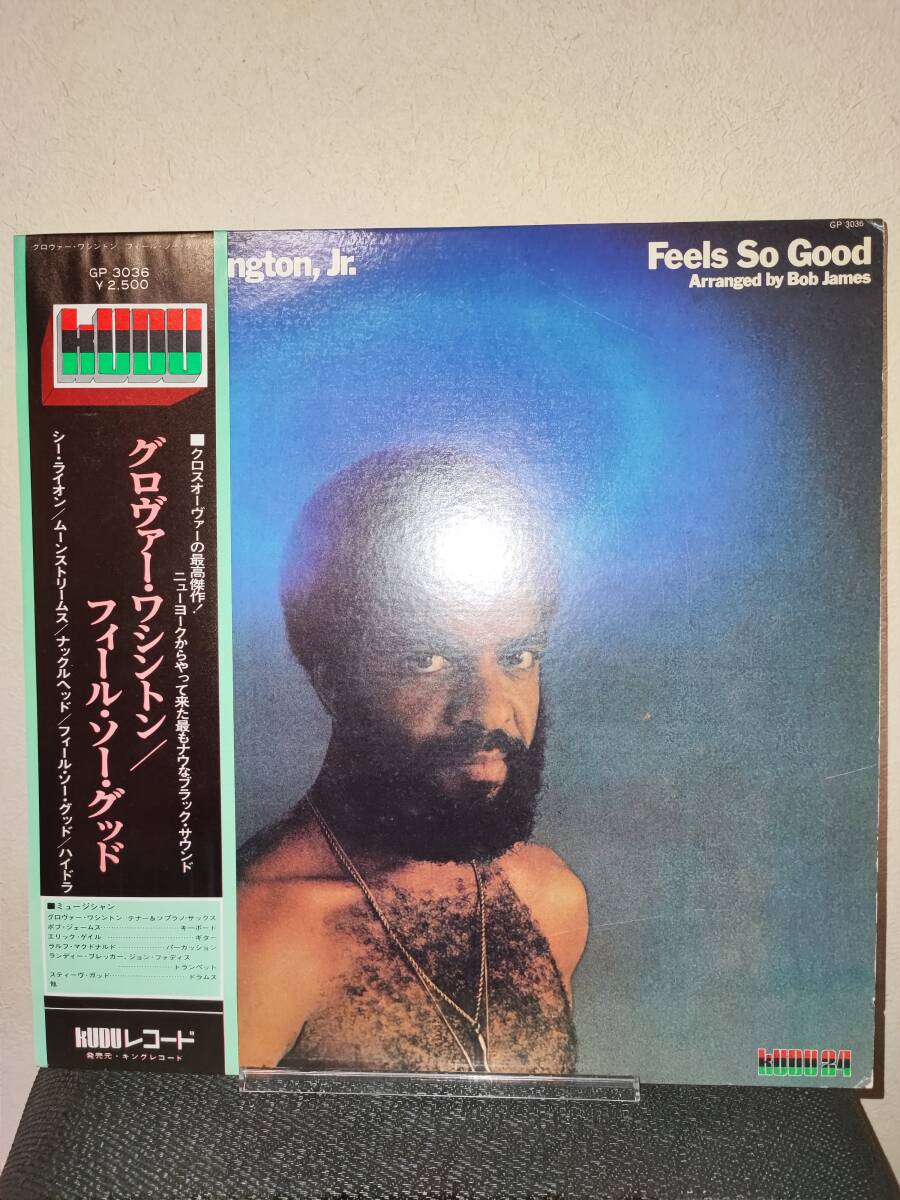 クロヴァー・ワシントン フィール・ソー・グッド
GP 3036
¥2,500
kUDU
■クロスオーヴァーの最高傑作!
ニューヨークからやって来た最もナウなブラック・サウンド
グロヴァー・ワシントン/
フィール・ソー・グッド
シー・ライオン/ムーンストリームス/ナックルヘッド/フィール・ソー・グッド/ハイドラ
■ミュージシャン
グロヴァー・ワシントン テナー&ソプラノ・サックス
ボブ・ジェームス……………キーボード
エリック・ゲイル……………ギター
ラルフ・マクドナルド……………パーカッション
ランディー・ブレッカー、ジョン・ファディス
……………トランペット
スティーヴ・ガッド……………ドラムス
他
kUDUレコード
発売元・キングレコード
ngton, Jr.
GP 3036
Feels So Good
Arranged by Bob James
kUDU 24